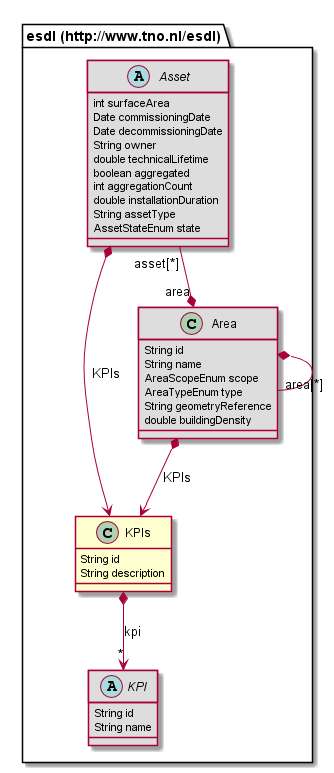 esdl (http://www.tno.nl/esdl)
A Asset
int surfaceArea
Date commissioningDate
Date decommissioningDate
String owner
double technicalLifetime
boolean aggregated
int aggregationCount
double installationDuration
String assetType
AssetStateEnum state
asset[*]
area
C Area
String id
String name
AreaScopeEnum scope
AreaTypeEnum type
String geometryReference
double buildingDensity
area[*]
KPIs
KPIs
C KPIs
String id
String description
kpi
*
A KPI
String id
String name